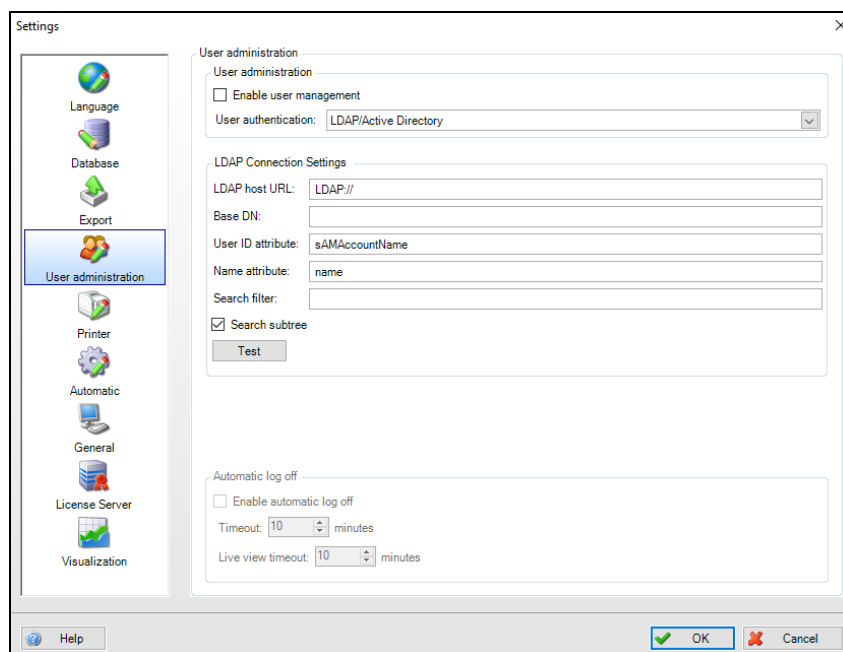 Settings
Language
Database
Export
User administration
Printer
Automatic
General
License Server
Visualization
User administration
User administration
Enable user management
User authentication: LDAP/Active Directory
LDAP Connection Settings
LDAP host URL: LDAP://
Base DN:
User ID attribute: sAMAccountName
Name attribute: name
Search filter:
Search subtree
Test
Automatic log off
Enable automatic log off
Timeout: 10 minutes
Live view timeout: 10 minutes
Help
OK
Cancel